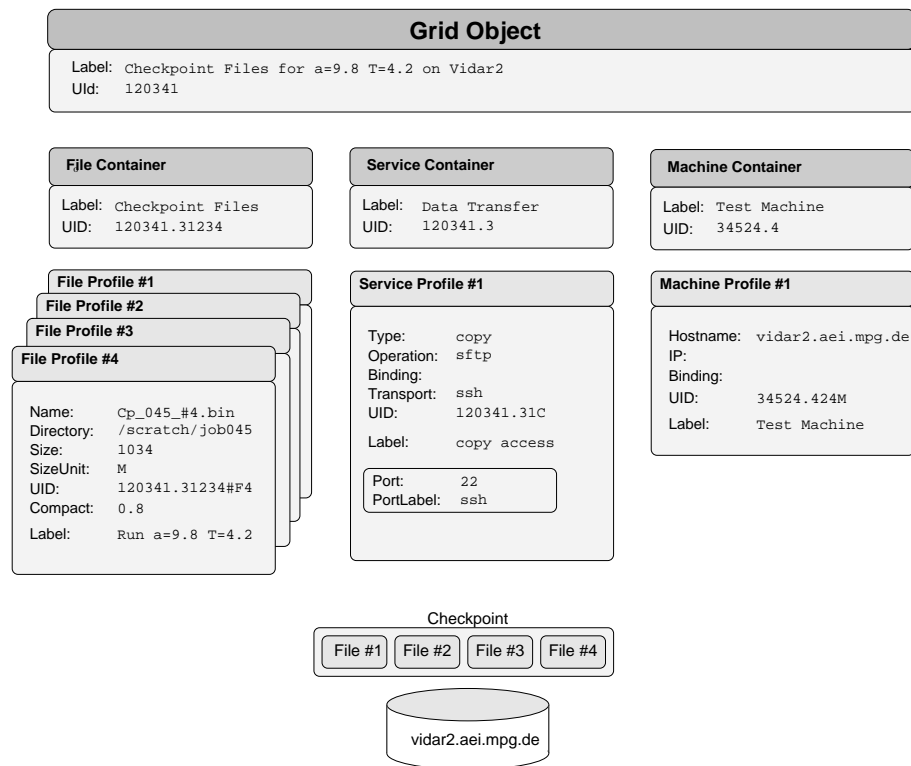 Grid Object
Label: Checkpoint Files for a=9.8 T=4.2 on Vidar2
UId: 120341
File Container
Label: Checkpoint Files
UID: 120341.31234
Service Container
Label: Data Transfer
UID: 120341.3
Machine Container
Label: Test Machine
UID: 34524.4
File Profile #1
File Profile #2
File Profile #3
File Profile #4
Name: Cp_045_#4.bin
Directory: /scratch/job045
Size: 1034
SizeUnit: M
UID: 120341.31234#F4
Compact: 0.8
Label: Run a=9.8 T=4.2
Service Profile #1
Type: copy
Operation: sftp
Binding:
Transport: ssh
UID: 120341.31C
Label: copy access
Port: 22
PortLabel: ssh
Machine Profile #1
Hostname: vidar2.aei.mpg.de
IP:
Binding:
UID: 34524.424M
Label: Test Machine
Checkpoint
File #1 File #2 File #3 File #4
vidar2.aei.mpg.de